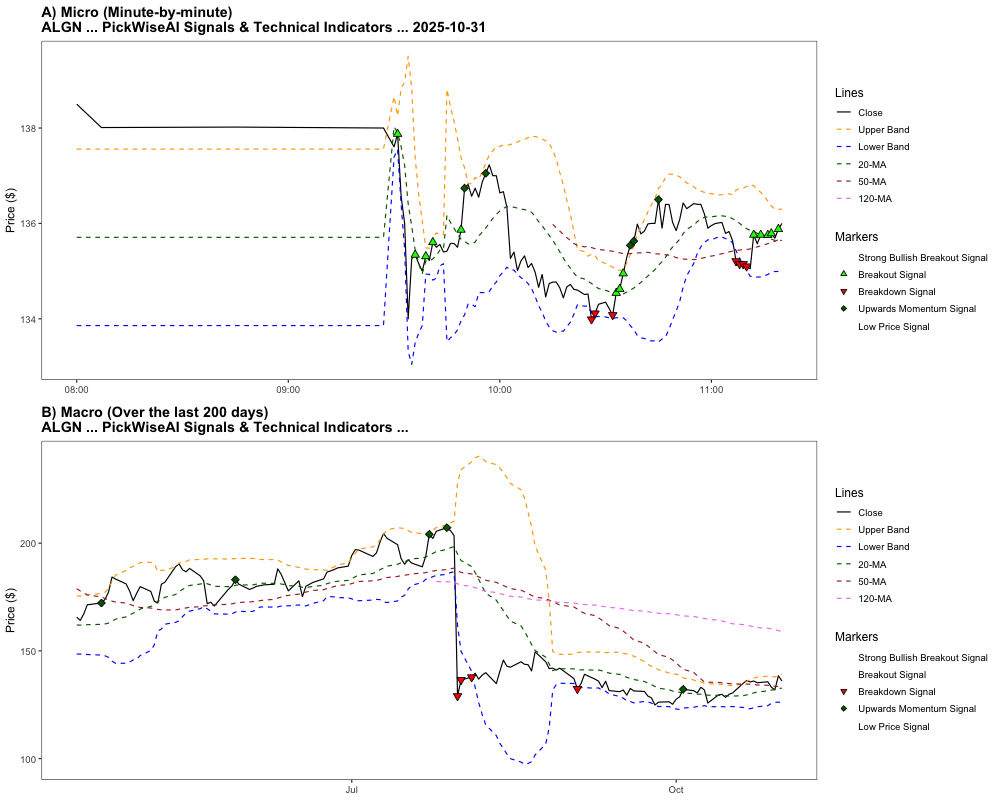 A) Micro (Minute-by-minute)
ALGN ... PickWiseAI Signals & Technical Indicators ... 2025-10-31
Price ($)
138
136
134
08:00
09:00
10:00
11:00
Lines
Close
Upper Band
Lower Band
20-MA
50-MA
120-MA
Markers
Strong Bullish Breakout Signal
Breakout Signal
Breakdown Signal
Upwards Momentum Signal
Low Price Signal
B) Macro (Over the last 200 days)
ALGN ... PickWiseAI Signals & Technical Indicators ...
Price ($)
200
150
100
Jul
Oct
Lines
Close
Upper Band
Lower Band
20-MA
50-MA
120-MA
Markers
Strong Bullish Breakout Signal
Breakout Signal
Breakdown Signal
Upwards Momentum Signal
Low Price Signal